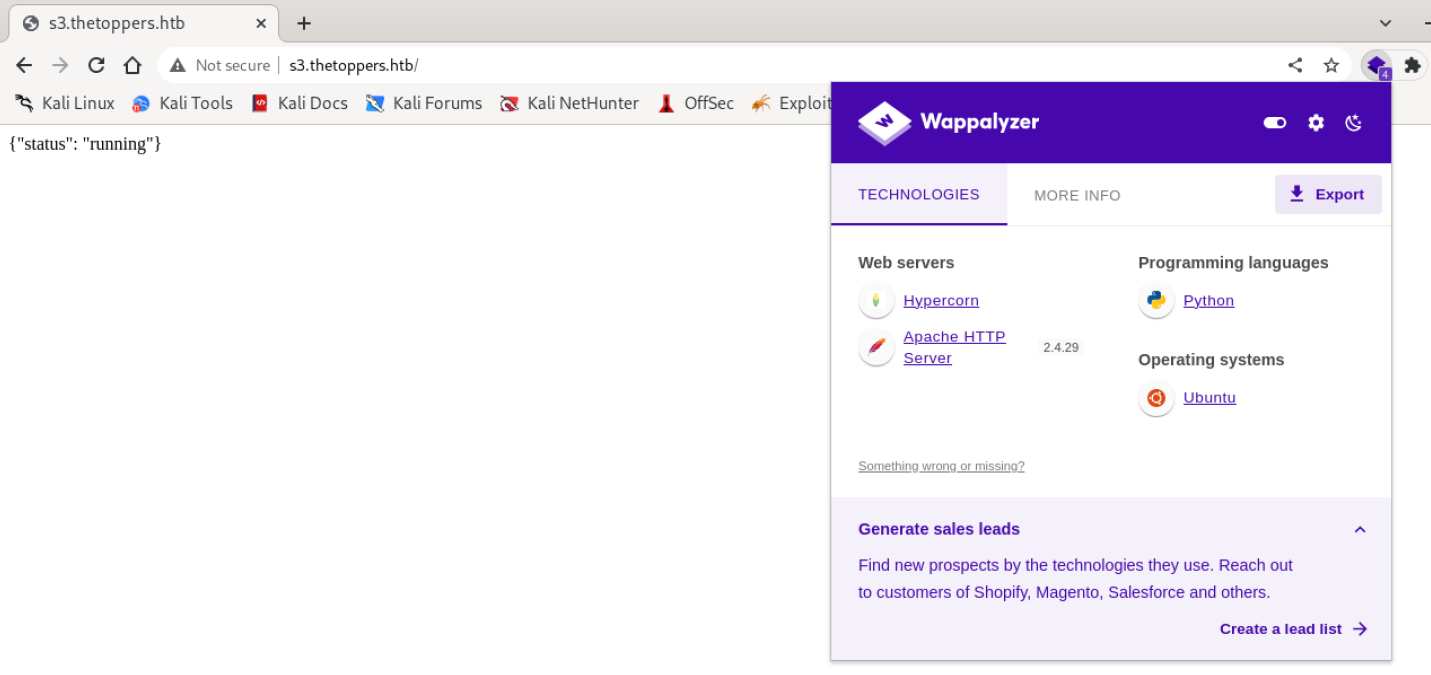 s3.thetoppers.htb
Not secure s3.thetoppers.htb/
4
Kali Linux Kali Tools Kali Docs Kali Forums Kali NetHunter OffSec Exploit
{"status": "running"}
Wappalyzer
TECHNOLOGIES MORE INFO Export
Web servers
Hypercorn
Apache HTTP
Server 2.4.29
Programming languages
Python
Operating systems
Ubuntu
Something wrong or missing?
Generate sales leads
Find new prospects by the technologies they use. Reach out
to customers of Shopify, Magento, Salesforce and others.
Create a lead list